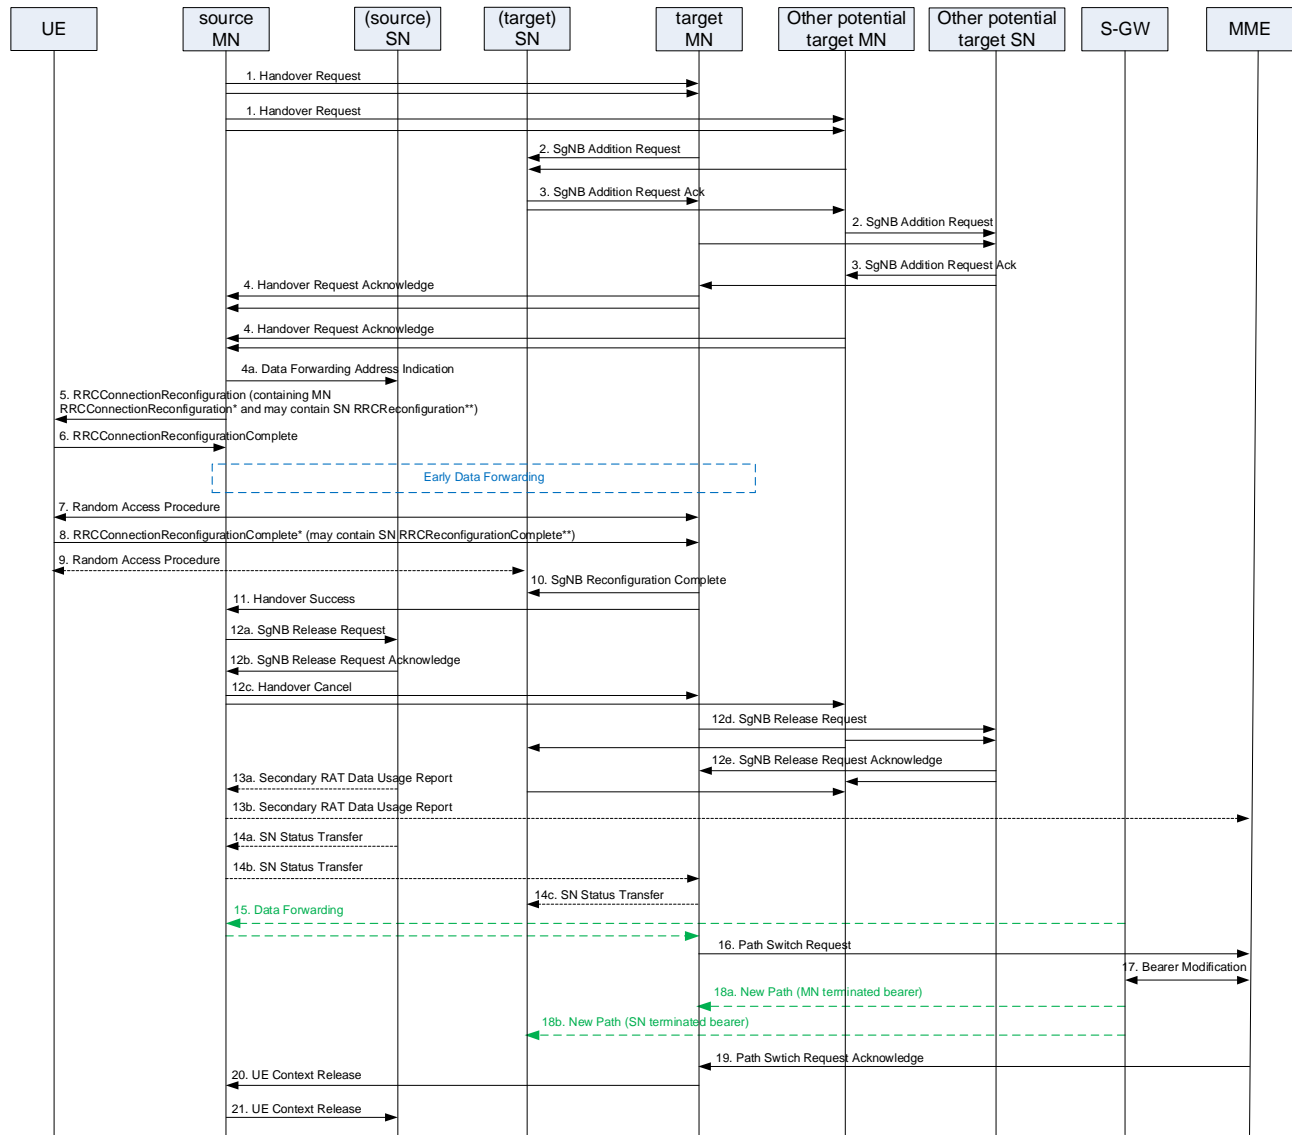 UE
source
MN
(source)
SN
(target)
SN
target
MN
Other potential
target MN
Other potential
target SN
S-GW
MME
1. Handover Request
1. Handover Request
2. SgNB Addition Request
3. SgNB Addition Request Ack
2. SgNB Addition Request
3. SgNB Addition Request Ack
4. Handover Request Acknowledge
4. Handover Request Acknowledge
4a. Data Forwarding Address Indication
5. RRCConnectionReconfiguration (containing MN
RRCConnectionReconfiguration* and may contain SN RRCReconfiguration**)
6. RRCConnectionReconfigurationComplete
Early Data Forwarding
7. Random Access Procedure
8. RRCConnectionReconfigurationComplete* (may contain SN RRCReconfigurationComplete**)
9. Random Access Procedure
10. SgNB Reconfiguration Complete
11. Handover Success
12a. SgNB Release Request
12b. SgNB Release Request Acknowledge
12c. Handover Cancel
12d. SgNB Release Request
12e. SgNB Release Request Acknowledge
13a. Secondary RAT Data Usage Report
13b. Secondary RAT Data Usage Report
14a. SN Status Transfer
14b. SN Status Transfer
14c. SN Status Transfer
15. Data Forwarding
16. Path Switch Request
17. Bearer Modification
18a. New Path (MN terminated bearer)
18b. New Path (SN terminated bearer)
19. Path Swtich Request Acknowledge
20. UE Context Release
21. UE Context Release